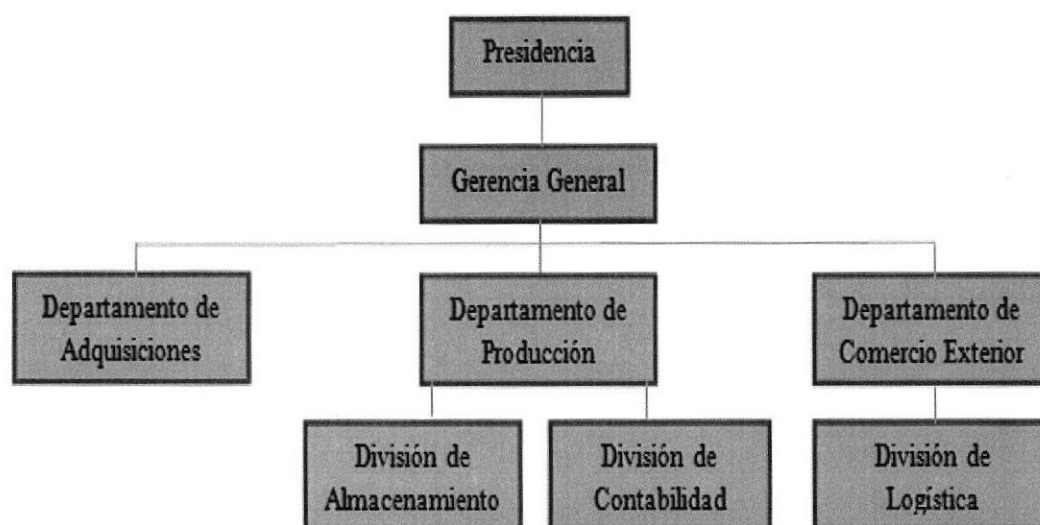 Presidencia
Gerencia General
Departamento de
Adquisiciones
Departamento de
Producción
Departamento de
Comercio Exterior
División de
Almacenamiento
División de
Contabilidad
División de
Logística